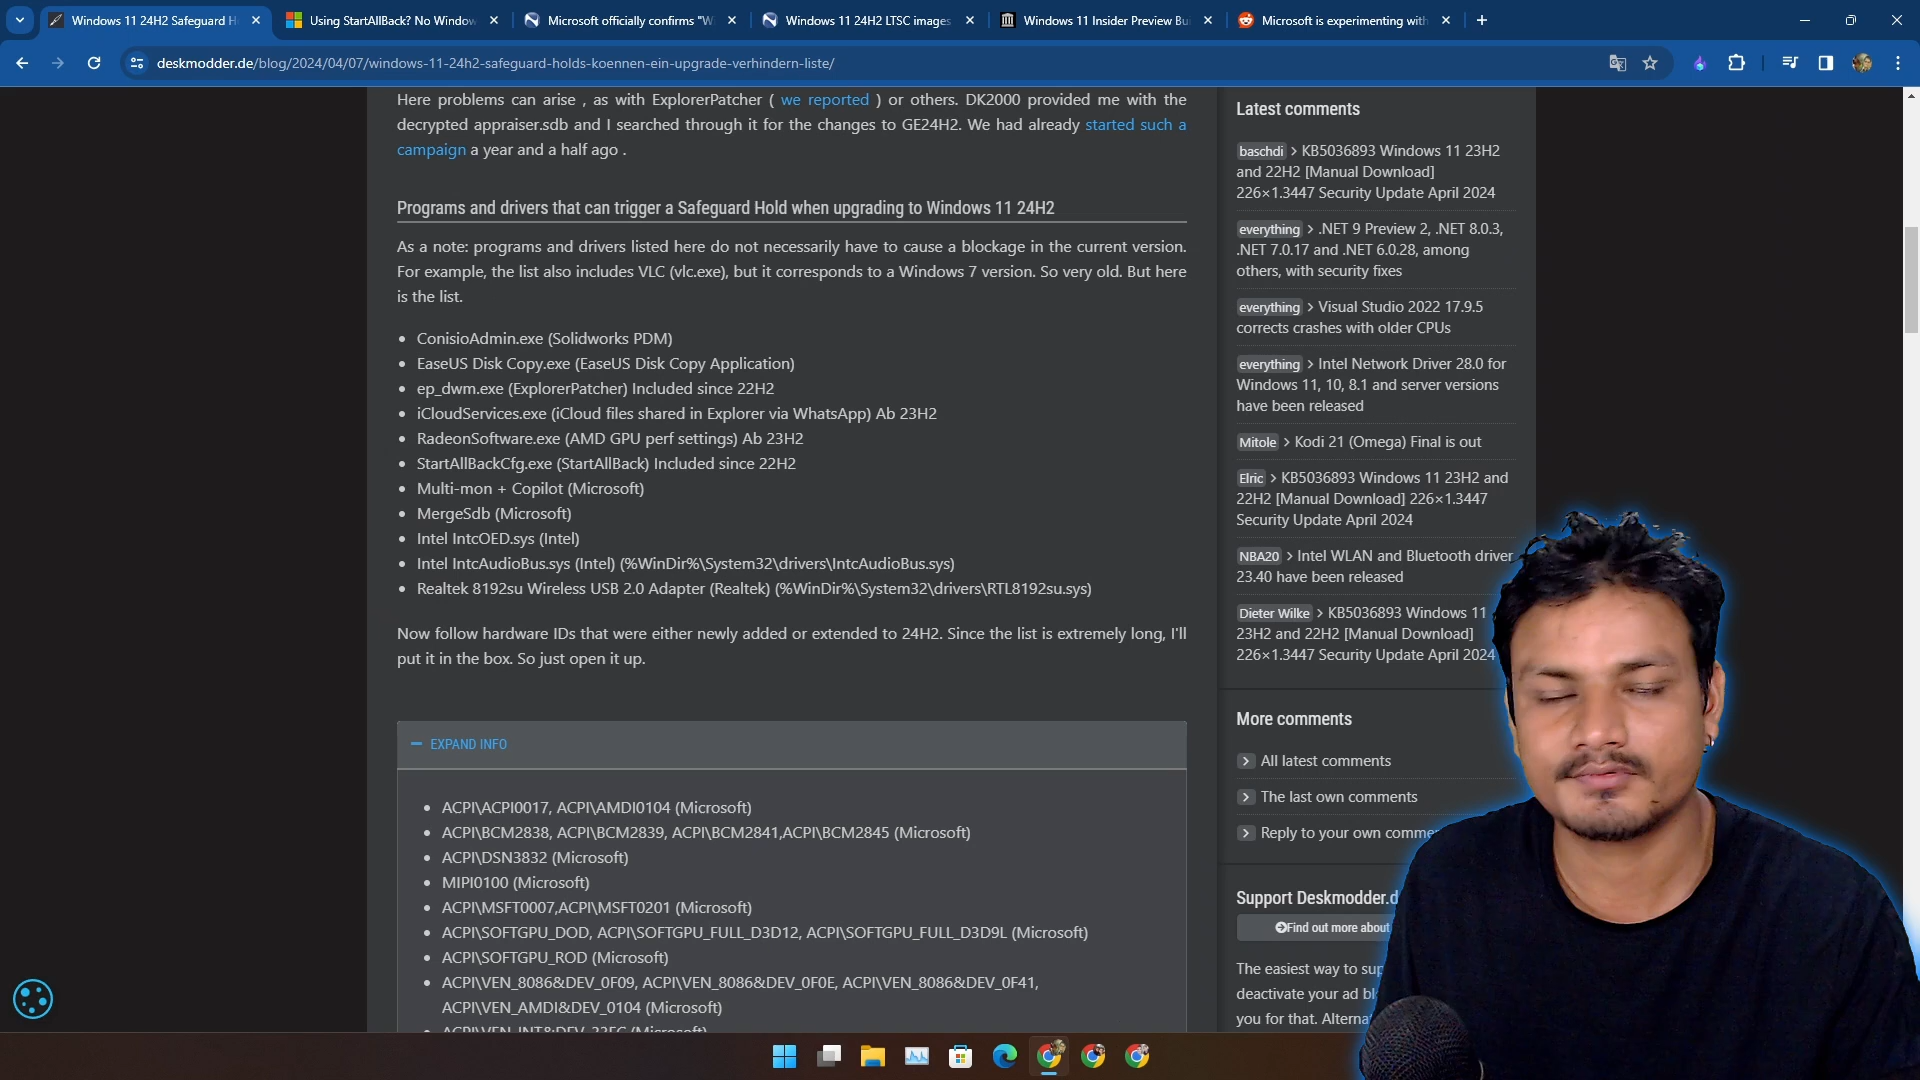 Windows 11 24H2 Safeguard H
Using StartAllBack? No Window
Microsoft officially confirms "W
Windows 11 24H2 LTSC images
Windows 11 Insider Preview Bu
Microsoft is experimenting with
deskmodder.de/blog/2024/04/07/windows-11-24h2-safeguard-holds-koennen-ein-upgrade-verhindern-liste/
Here problems can arise , as with ExplorerPatcher ( we reported ) or others. DK2000 provided me with the
decrypted appraiser.sdb and I searched through it for the changes to GE24H2. We had already started such a
campaign a year and a half ago .
Programs and drivers that can trigger a Safeguard Hold when upgrading to Windows 11 24H2
As a note: programs and drivers listed here do not necessarily have to cause a blockage in the current version.
For example, the list also includes VLC (vlc.exe), but it corresponds to a Windows 7 version. So very old. But here
is the list.
ConisioAdmin.exe (Solidworks PDM)
EaseUS Disk Copy.exe (EaseUS Disk Copy Application)
ep_dwm.exe (ExplorerPatcher) Included since 22H2
iCloudServices.exe (iCloud files shared in Explorer via WhatsApp) Ab 23H2
RadeonSoftware.exe (AMD GPU perf settings) Ab 23H2
StartAllBackCfg.exe (StartAllBack) Included since 22H2
Multi-mon + Copilot (Microsoft)
MergeSdb (Microsoft)
Intel IntcOED.sys (Intel)
Intel IntcAudioBus.sys (Intel) (%WinDir%\System32\drivers\IntcAudioBus.sys)
Realtek 8192su Wireless USB 2.0 Adapter (Realtek) (%WinDir%\System32\drivers\RTL8192su.sys)
Now follow hardware IDs that were either newly added or extended to 24H2. Since the list is extremely long, I'll
put it in the box. So just open it up.
EXPAND INFO
ACPI\ACPI0017, ACPI\AMDI0104 (Microsoft)
ACPI\BCM2838, ACPI\BCM2839, ACPI\BCM2841,ACPI\BCM2845 (Microsoft)
ACPI\DSN3832 (Microsoft)
MIPI0100 (Microsoft)
ACPI\MSFT0007,ACPI\MSFT0201 (Microsoft)
ACPI\SOFTGPU_DOD, ACPI\SOFTGPU_FULL_D3D12, ACPI\SOFTGPU_FULL_D3D9L (Microsoft)
ACPI\SOFTGPU_ROD (Microsoft)
ACPI\VEN_8086&DEV_0F09, ACPI\VEN_8086&DEV_0F0E, ACPI\VEN_8086&DEV_0F41,
ACPI\VEN_AMDI&DEV_0104 (Microsoft)
Latest comments
baschdi > KB5036893 Windows 11 23H2
and 22H2 [Manual Download]
226×1.3447 Security Update April 2024
everything > .NET 9 Preview 2, .NET 8.0.3,
.NET 7.0.17 and .NET 6.0.28, among
others, with security fixes
everything > Visual Studio 2022 17.9.5
corrects crashes with older CPUs
everything > Intel Network Driver 28.0 for
Windows 11, 10, 8.1 and server versions
have been released
Mitole > Kodi 21 (Omega) Final is out
Elric > KB5036893 Windows 11 23H2 and
22H2 [Manual Download] 226×1.3447
Security Update April 2024
NBA20 > Intel WLAN and Bluetooth driver
23.40 have been released
Dieter Wilke > KB5036893 Windows 11
23H2 and 22H2 [Manual Download]
226×1.3447 Security Update April 2024
More comments
All latest comments
The last own comments
Reply to your own comme
Support Deskmodder.d
Find out more about
The easiest way to sup
deactivate your ad bl
you for that. Alterna